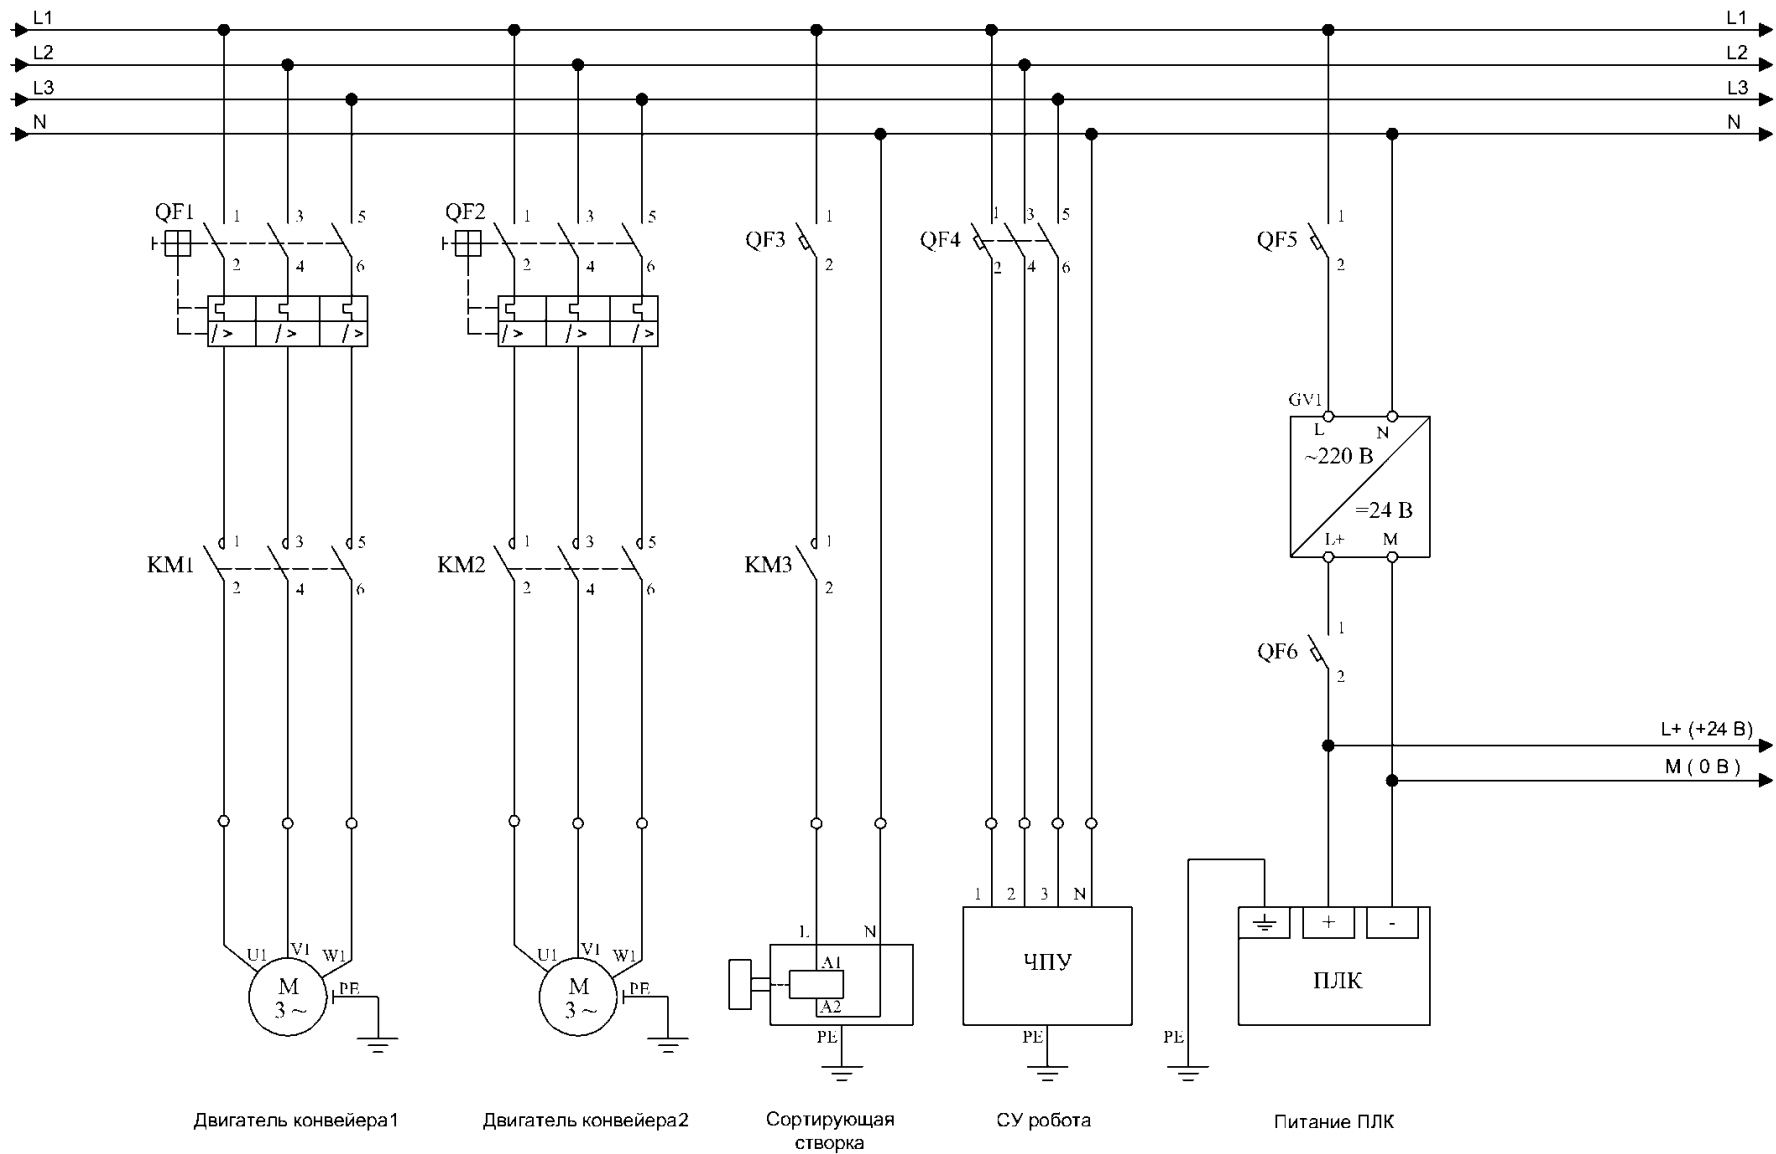 L1 L1
L2 L2
L3 L3
N N
QF1 1 3 5
2 4 6
QF2 1 3 5
2 4 6
QF3 1
2
QF4 1 3 5
2 4 6
QF5 1
2
/> /> />
/> /> />
GV1
L N
~220 В
=24 В
L+ M
KM1 1 3 5
2 4 6
KM2 1 3 5
2 4 6
KM3 1
2
QF6 1
2
L+ (+24 В)
M ( 0 В )
U1 V1 W1
М
3 ~
PE
U1 V1 W1
М
3 ~
PE
L N
A1
A2
PE
1 2 3 N
ЧПУ
PE
+ -
ПЛК
PE
Двигатель конвейера1
Двигатель конвейера2
Сортирующая
створка
СУ робота
Питание ПЛК